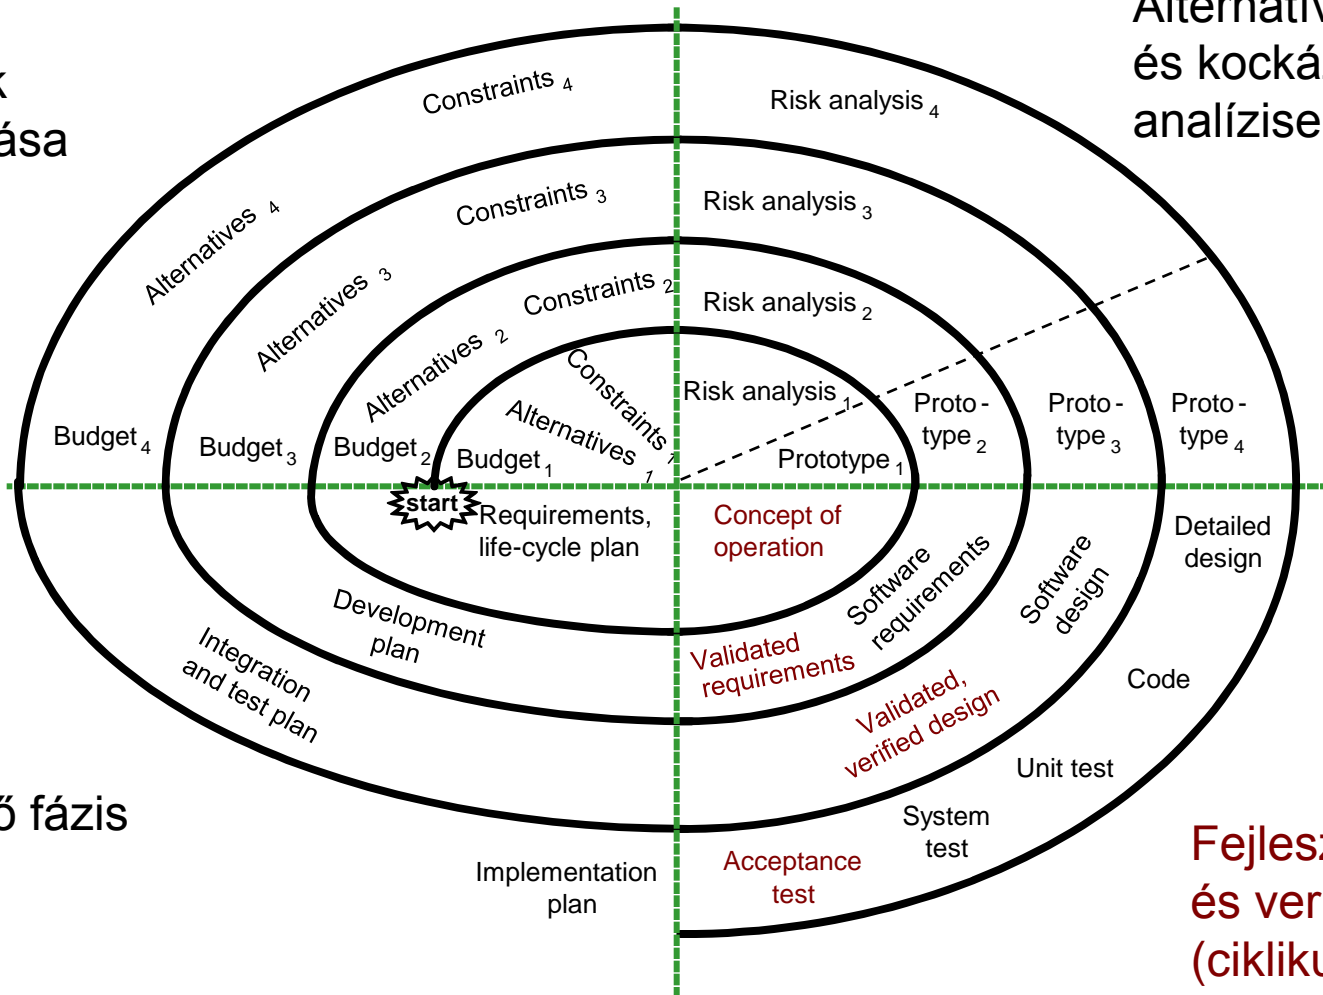 Alternatív
és kocká
analízise
k
ása
Constraints 4
Risk analysis 4
Alternatives 4
Constraints 3
Risk analysis 3
Alternatives 3
Constraints 2
Risk analysis 2
Alternatives 2
Constraints 1
Risk analysis 1
Alternatives 1
Budget 4
Budget 3
Budget 2
Budget 1
Prototype 1
Proto-
type 2
Proto-
type 3
Proto-
type 4
start
Requirements,
life-cycle plan
Concept of
operation
Software
requirements
Software
design
Detailed
design
Development
plan
Validated
requirements
Integration
and test plan
Validated,
verified design
Code
Unit test
System
test
Acceptance
test
Implementation
plan
ő fázis
Fejlesz
és ver
(cikliku